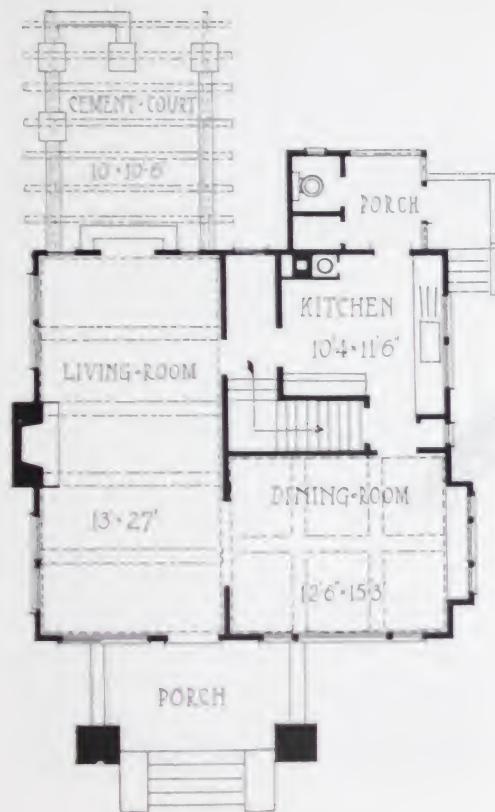 CEMENT-COURT
10'-10'-6"
PORCH
KITCHEN
10'4"-11'6"
LIVING-ROOM
DINING-ROOM
13'-27'
12'6"-15'3'
PORCH